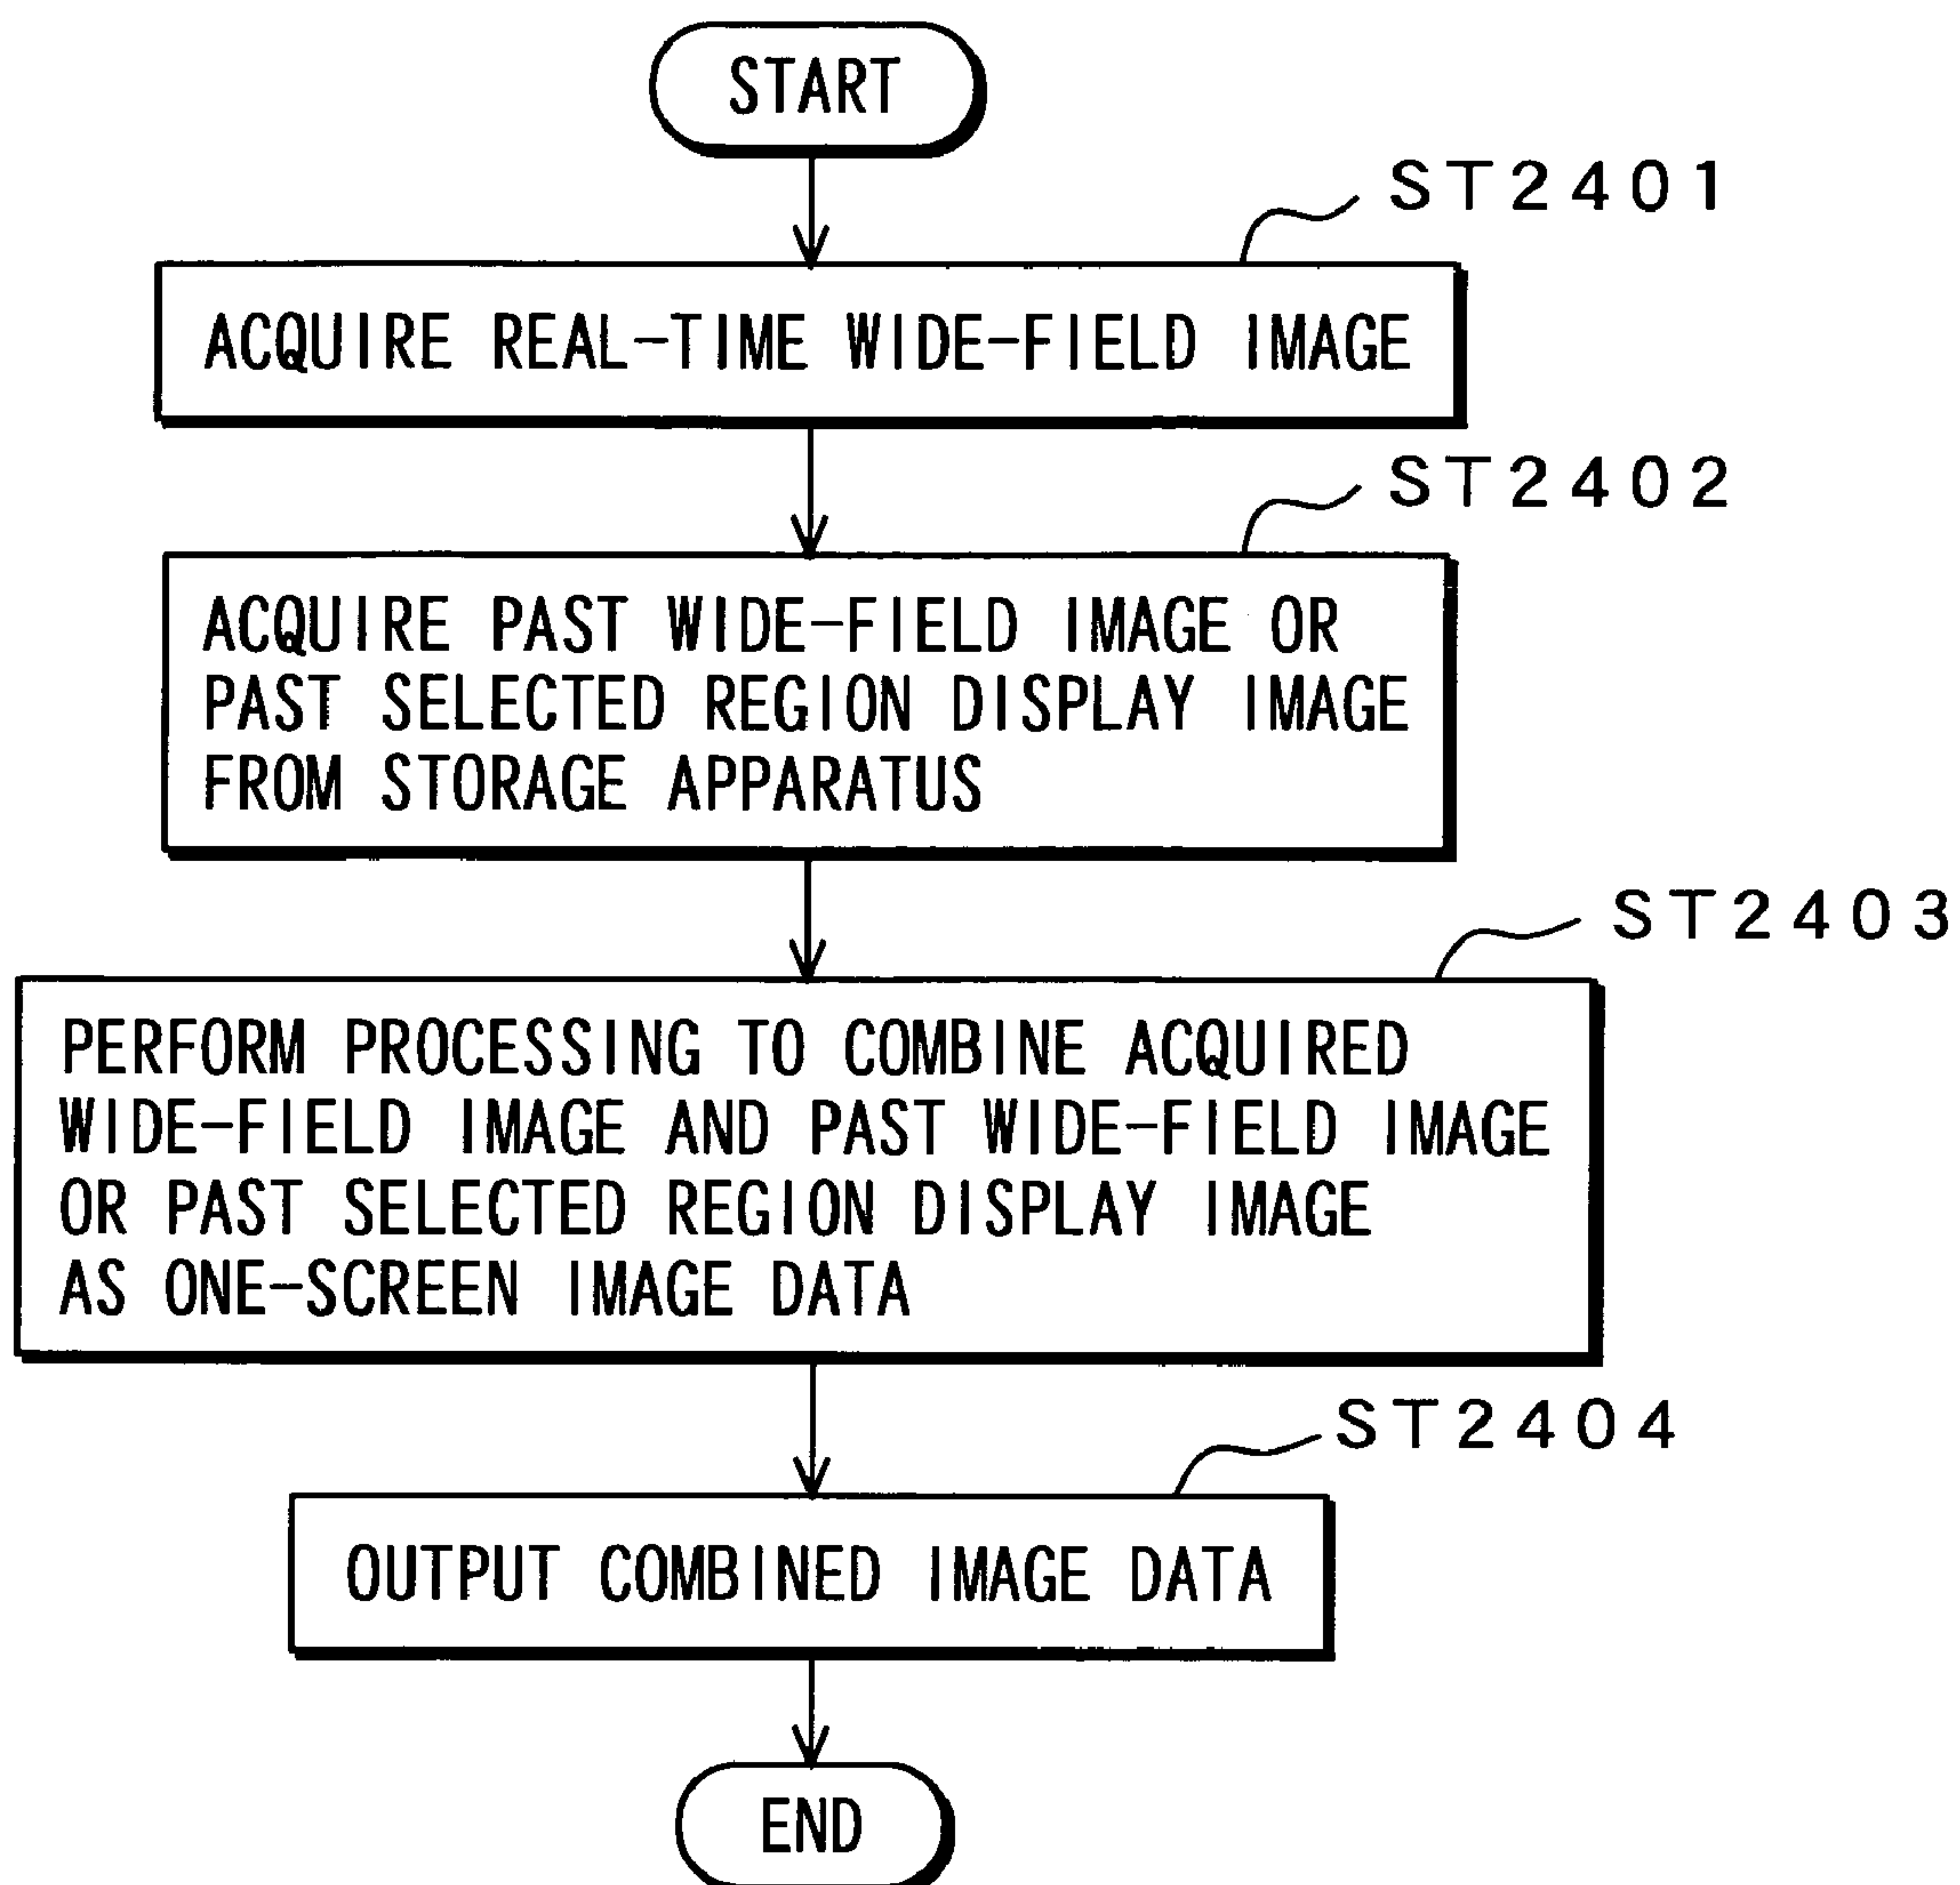 START
ST2401
ACQUIRE REAL-TIME WIDE-FIELD IMAGE
ST2402
ACQUIRE PAST WIDE-FIELD IMAGE OR
PAST SELECTED REGION DISPLAY IMAGE
FROM STORAGE APPARATUS
ST2403
PERFORM PROCESSING TO COMBINE ACQUIRED
WIDE-FIELD IMAGE AND PAST WIDE-FIELD IMAGE
OR PAST SELECTED REGION DISPLAY IMAGE
AS ONE-SCREEN IMAGE DATA
ST2404
OUTPUT COMBINED IMAGE DATA
END